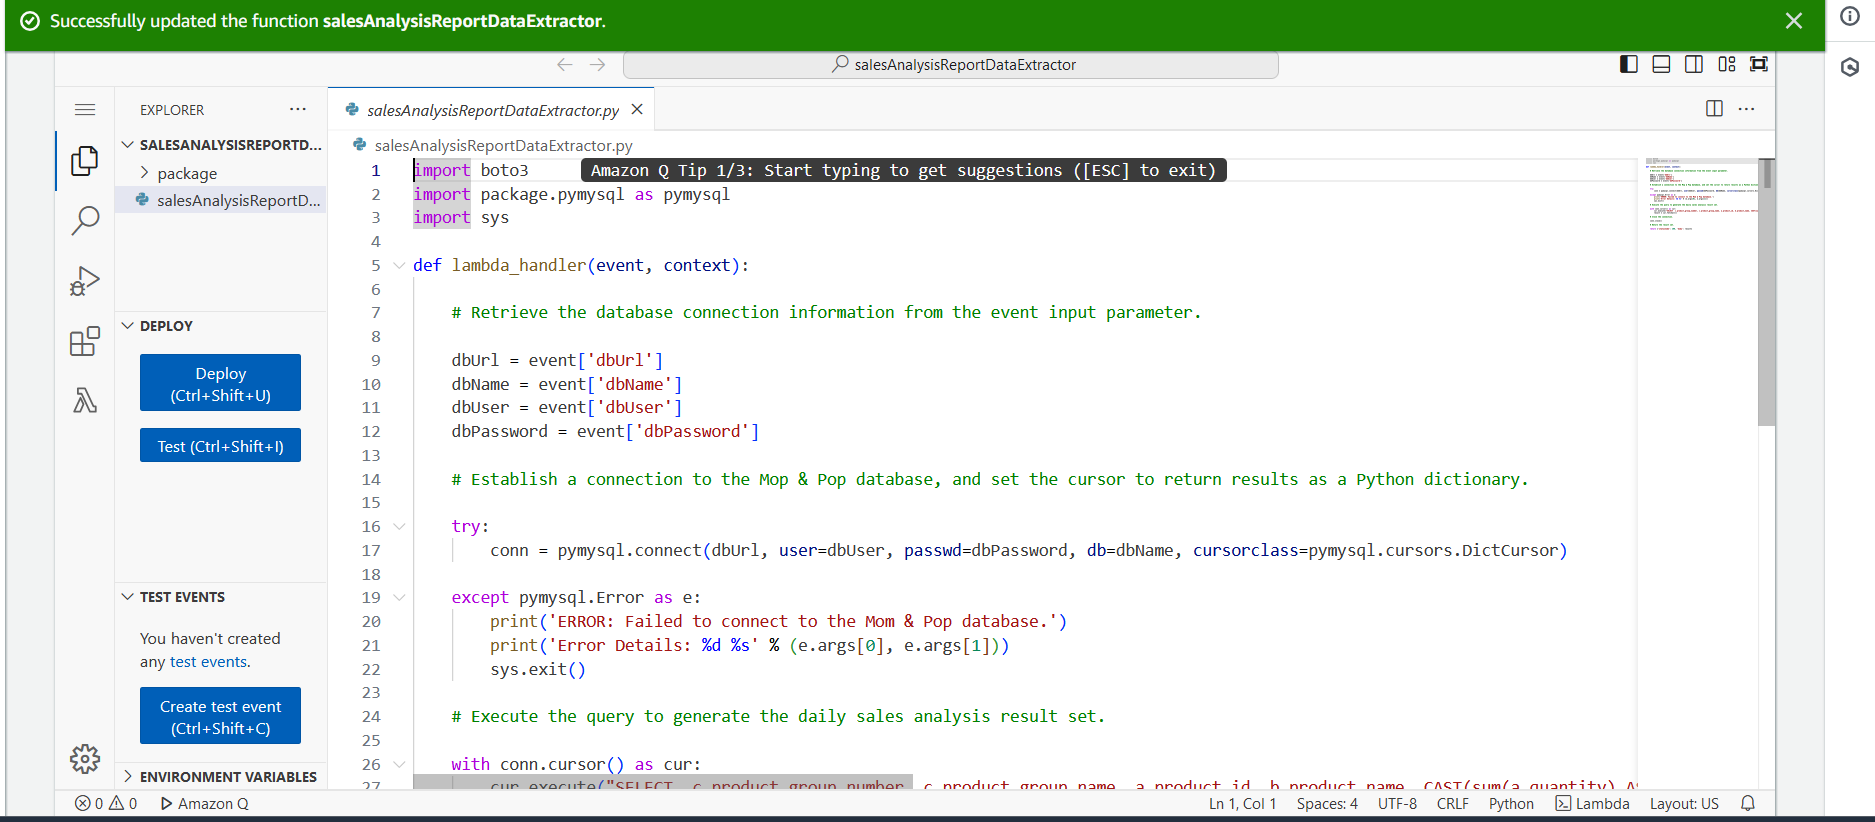 Successfully updated the function salesAnalysisReportDataExtractor.
salesAnalysisReportDataExtractor
EXPLORER
SALESANALYSISREPORTD...
package
salesAnalysisReportD...
DEPLOY
Deploy
(Ctrl+Shift+U)
Test (Ctrl+Shift+I)
TEST EVENTS
You haven't created
any test events.
Create test event
(Ctrl+Shift+C)
ENVIRONMENT VARIABLES
salesAnalysisReportDataExtractor.py
salesAnalysisReportDataExtractor.py
Amazon Q Tip 1/3: Start typing to get suggestions ([ESC] to exit)
1 import boto3
2 import package.pymysql as pymysql
3 import sys
4
5 def lambda_handler(event, context):
6
7 # Retrieve the database connection information from the event input parameter.
8
9 dbUrl = event['dbUrl']
10 dbName = event['dbName']
11 dbUser = event['dbUser']
12 dbPassword = event['dbPassword']
13
14 # Establish a connection to the Mop & Pop database, and set the cursor to return results as a Python dictionary.
15
16 try:
17 conn = pymysql.connect(dbUrl, user=dbUser, passwd=dbPassword, db=dbName, cursorclass=pymysql.cursors.DictCursor)
18
19 except pymysql.Error as e:
20 print('ERROR: Failed to connect to the Mom & Pop database.')
21 print('Error Details: %d %s' % (e.args[0], e.args[1]))
22 sys.exit()
23
24 # Execute the query to generate the daily sales analysis result set.
25
26 with conn.cursor() as cur:
27 cur.execute("SELECT c.product_group_number, c.product_group_name, a.product_id, b.product_name, CAST(sum(a.quantity) A
0 0 Amazon Q
Ln 1, Col 1 Spaces: 4 UTF-8 CRLF Python Lambda Layout: US